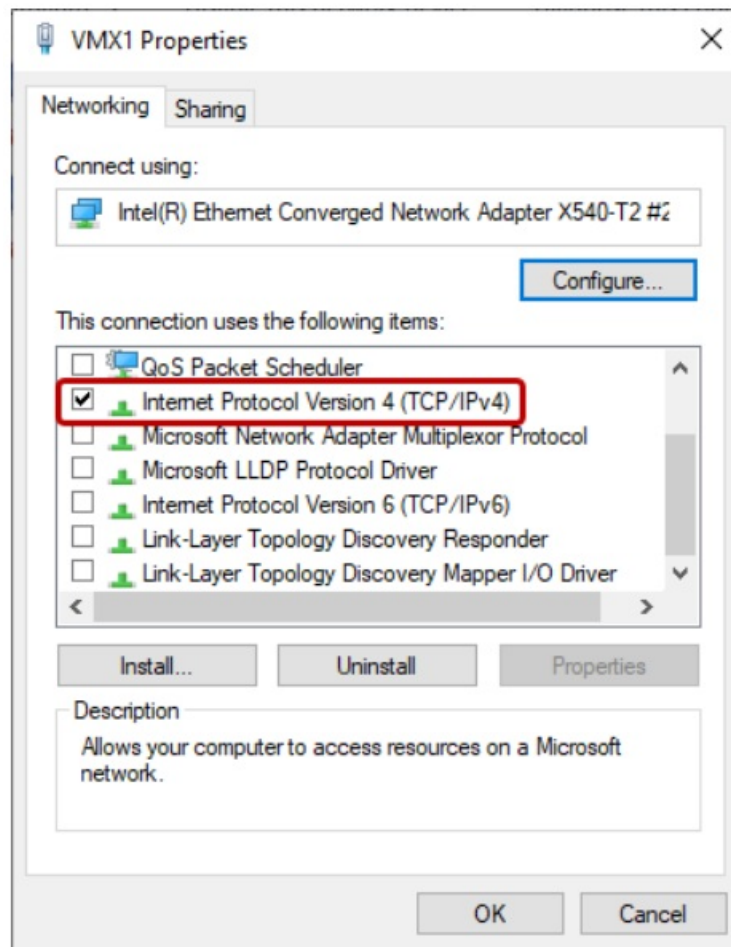 VMX1 Properties
Networking
Sharing
Connect using:
Intel(R) Ethernet Converged Network Adapter X540-T2 #2
Configure...
This connection uses the following items:
QoS Packet Scheduler
Internet Protocol Version 4 (TCP/IPv4)
Microsoft Network Adapter Multiplexor Protocol
Microsoft LLDP Protocol Driver
Internet Protocol Version 6 (TCP/IPv6)
Link-Layer Topology Discovery Responder
Link-Layer Topology Discovery Mapper I/O Driver
Install...
Uninstall
Properties
Description
Allows your computer to access resources on a Microsoft
network.
OK
Cancel